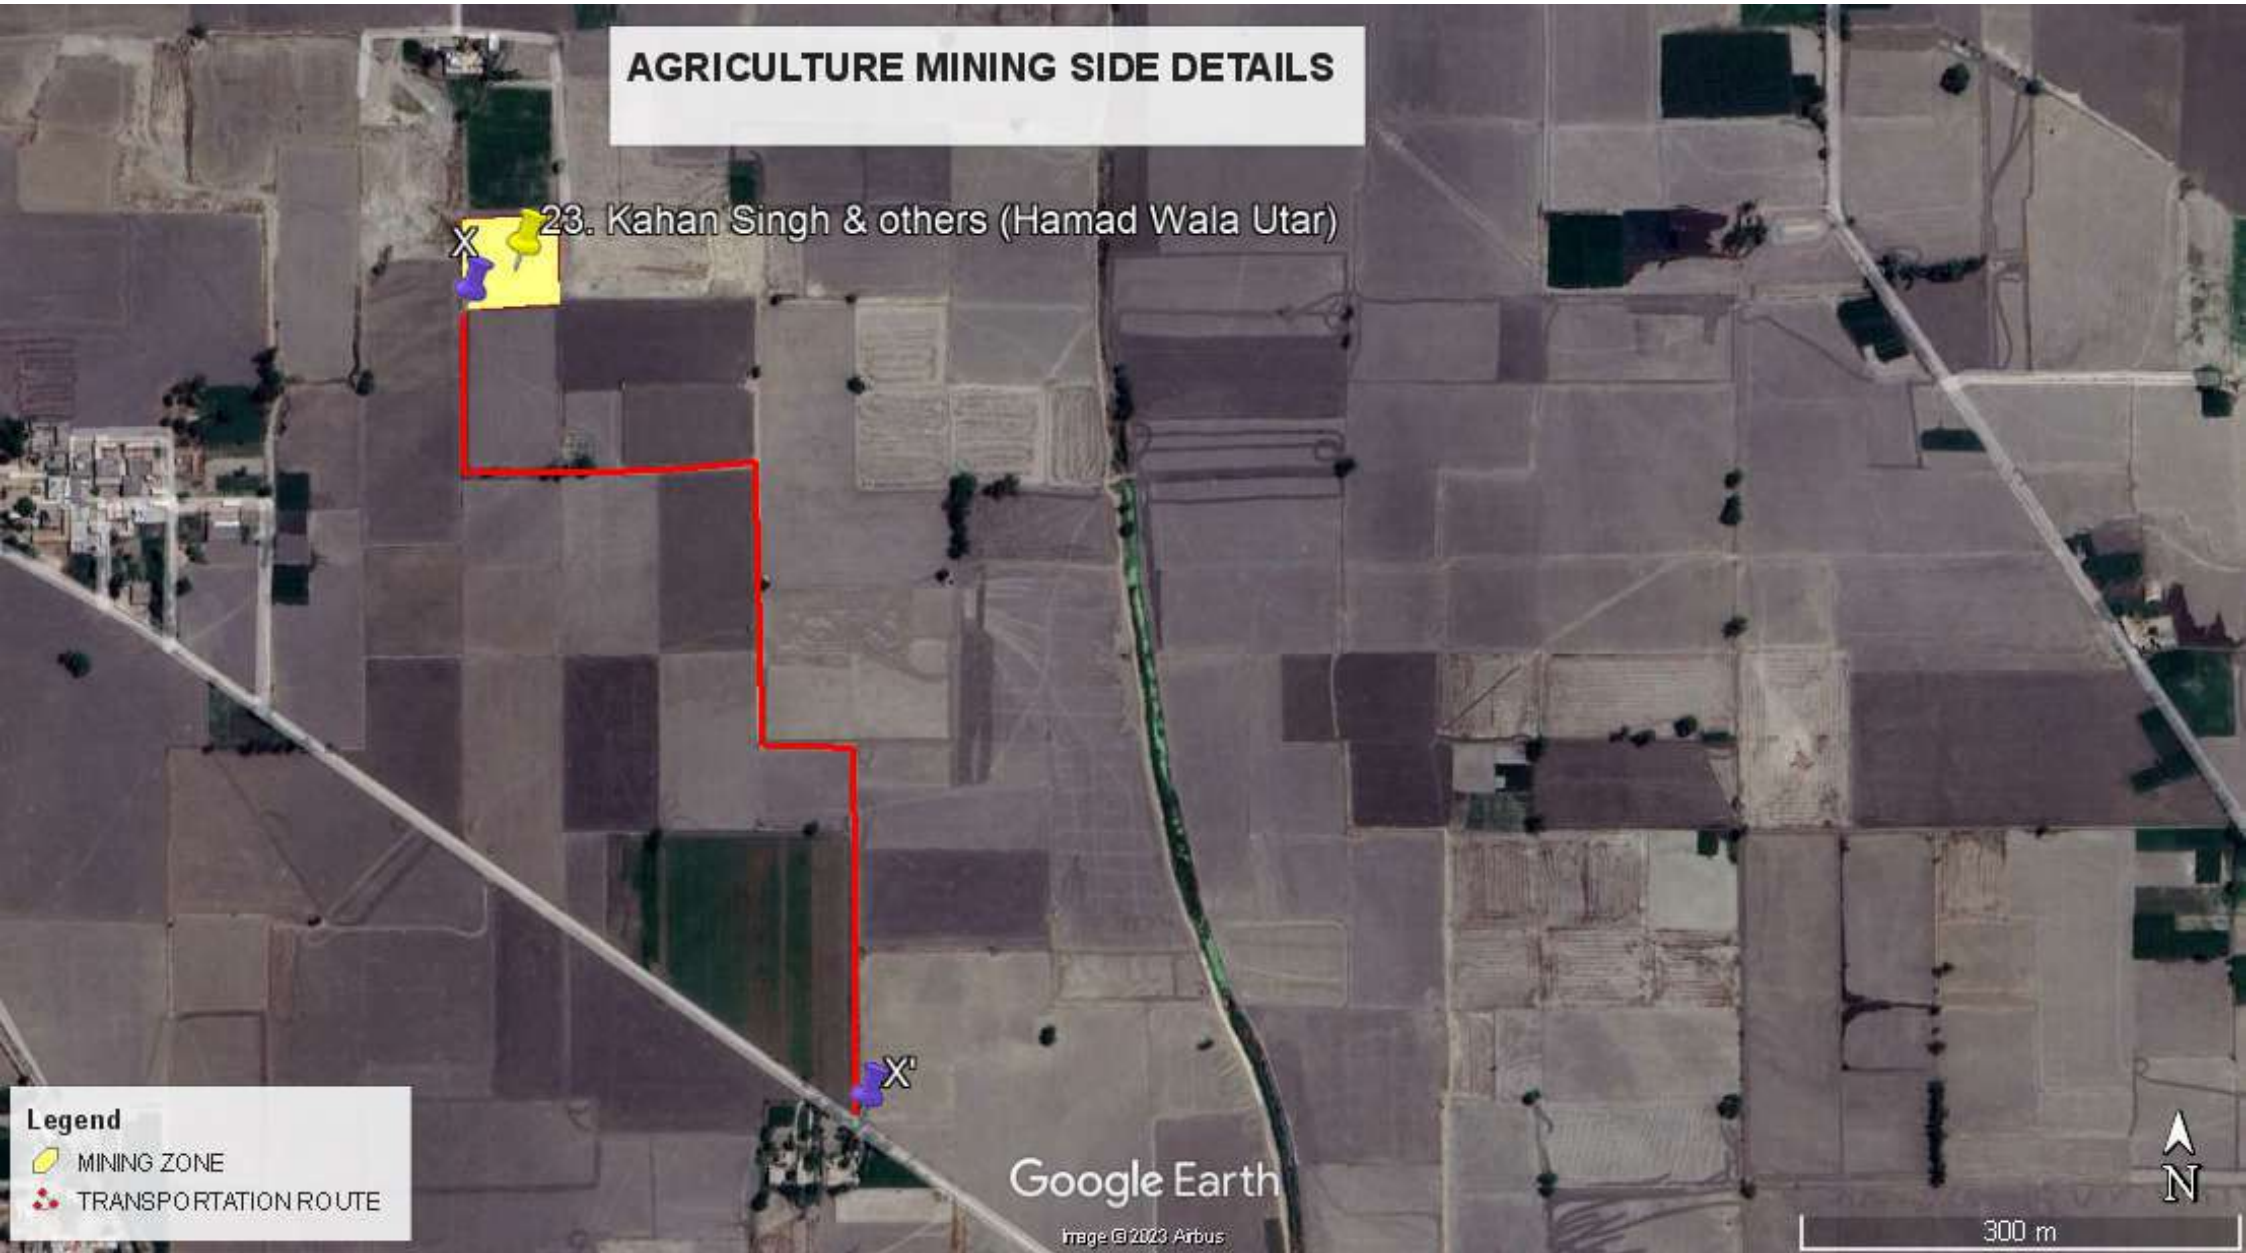 AGRICULTURE MINING SIDE DETAILS
23. Kahan Singh & others (Hamad Wala Utar)
X
X'
Legend
MINING ZONE
TRANSPORTATION ROUTE
Google Earth
Image © 2023 Airbus
N
300 m